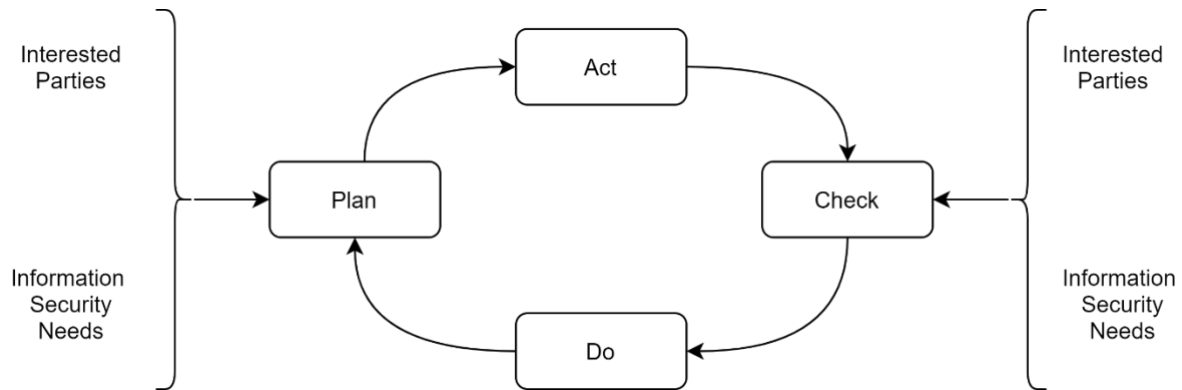 Interested
Parties
Act
Interested
Parties
Plan
Check
Information
Security
Needs
Do
Information
Security
Needs